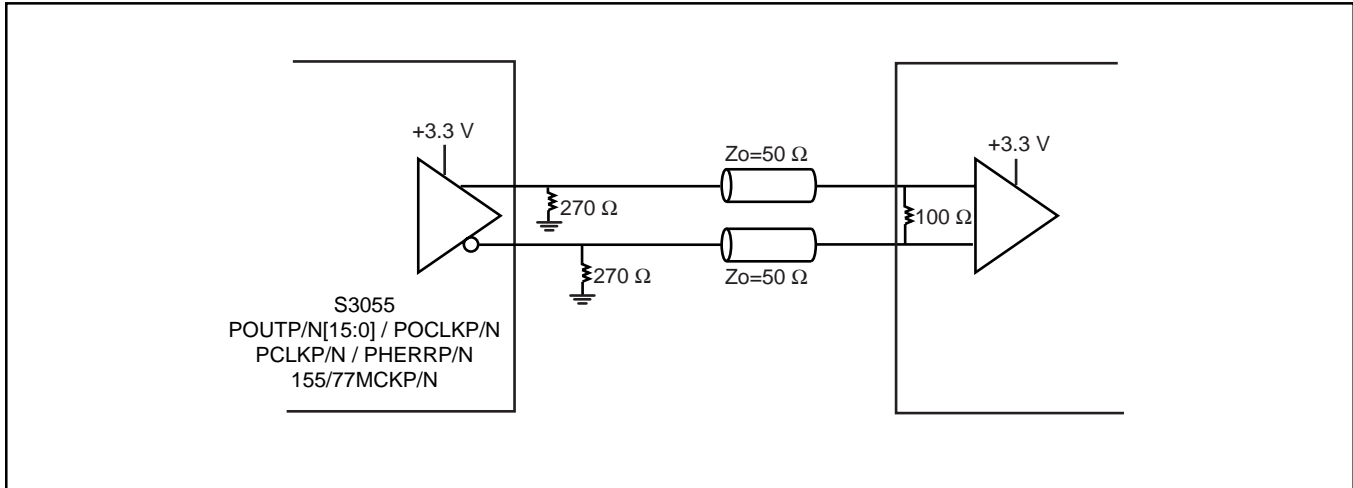 +3.3 V
Zo=50 Ω
+3.3 V
270 Ω
100 Ω
270 Ω
Zo=50 Ω
S3055
POUTP/N[15:0] / POCLKP/N
PCLKP/N / PHERRP/N
155/77MCKP/N